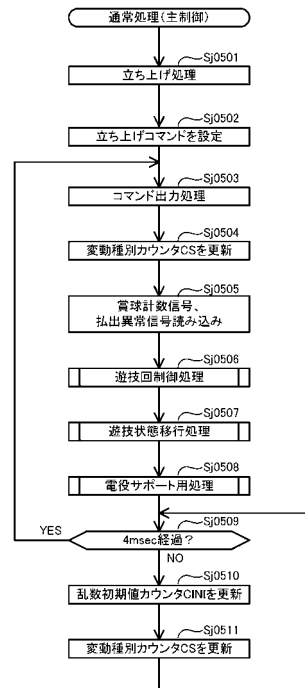 通常処理(主制御)
Sj0501
立ち上げ処理
Sj0502
立ち上げコマンドを設定
Sj0503
コマンド出力処理
Sj0504
変動種別カウンタCSを更新
Sj0505
賞球計数信号、
払出異常信号読み込み
Sj0506
遊技回制御処理
Sj0507
遊技状態移行処理
Sj0508
電役サポート用処理
Sj0509
YES
4msec経過？
NO
Sj0510
乱数初期値カウンタCINIを更新
Sj0511
変動種別カウンタCSを更新